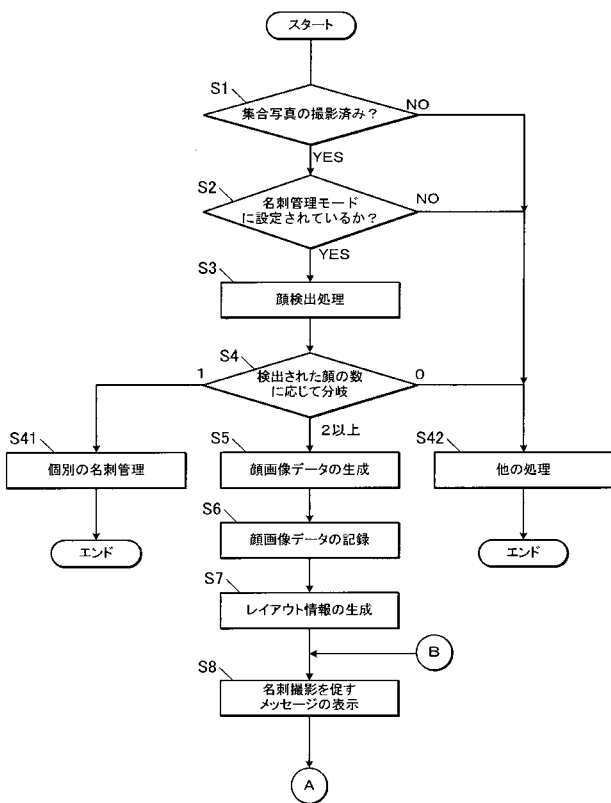 スタート
S1
集合写真の撮影済み?
NO
YES
S2
名刺管理モード
に設定されているか?
NO
YES
S3
顔検出処理
S4
1
検出された顔の数
に応じて分岐
0
2以上
S41
個別の名刺管理
S5
顔画像データの生成
S42
他の処理
エンド
S6
顔画像データの記録
エンド
S7
レイアウト情報の生成
B
S8
名刺撮影を促す
メッセージの表示
A